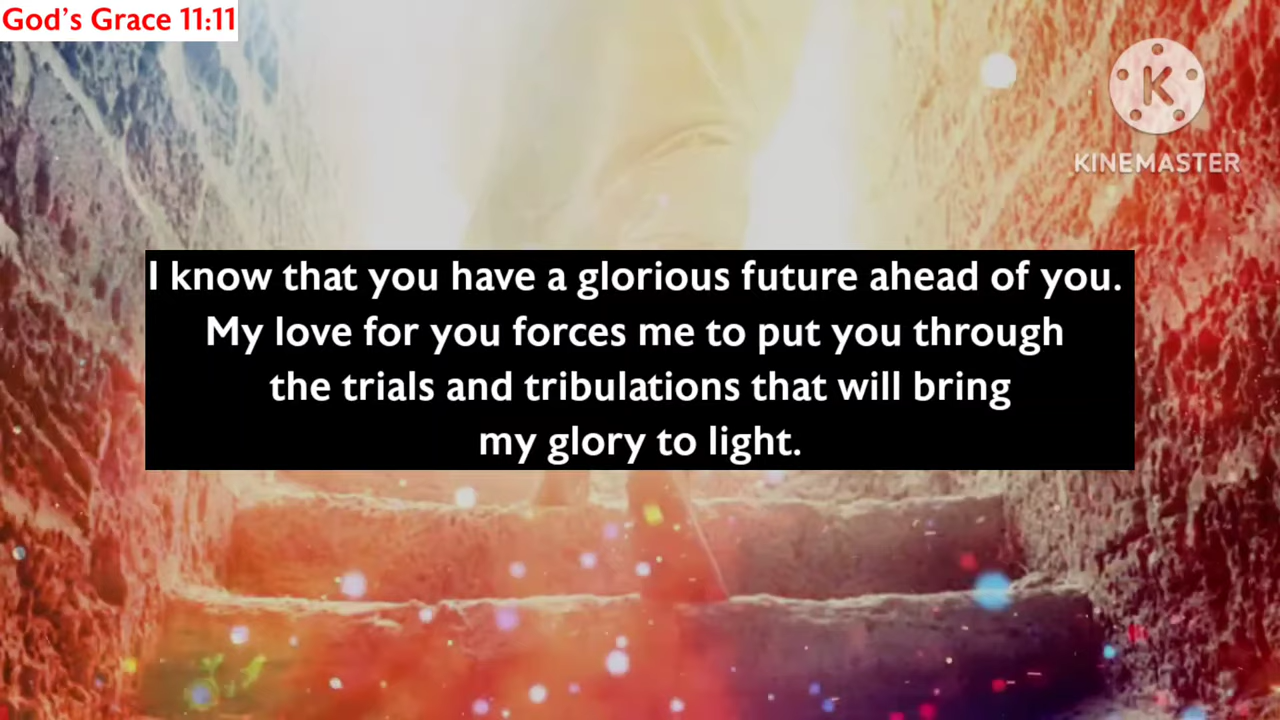 God's Grace 11:11
K
KINEMASTER
I know that you have a glorious future ahead of you.
My love for you forces me to put you through
the trials and tribulations that will bring
my glory to light.